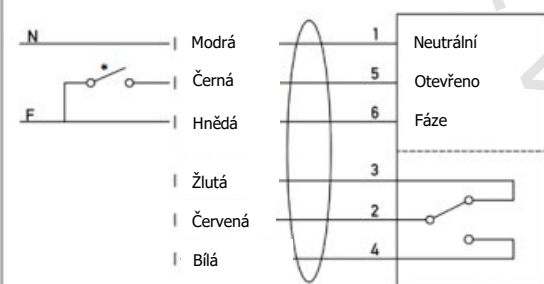 N Modrá 1 Neutrální
* Černá 5 Otevřeno
F Hnědá 6 Fáze
Žlutá 3
Červená 2
Bílá 4